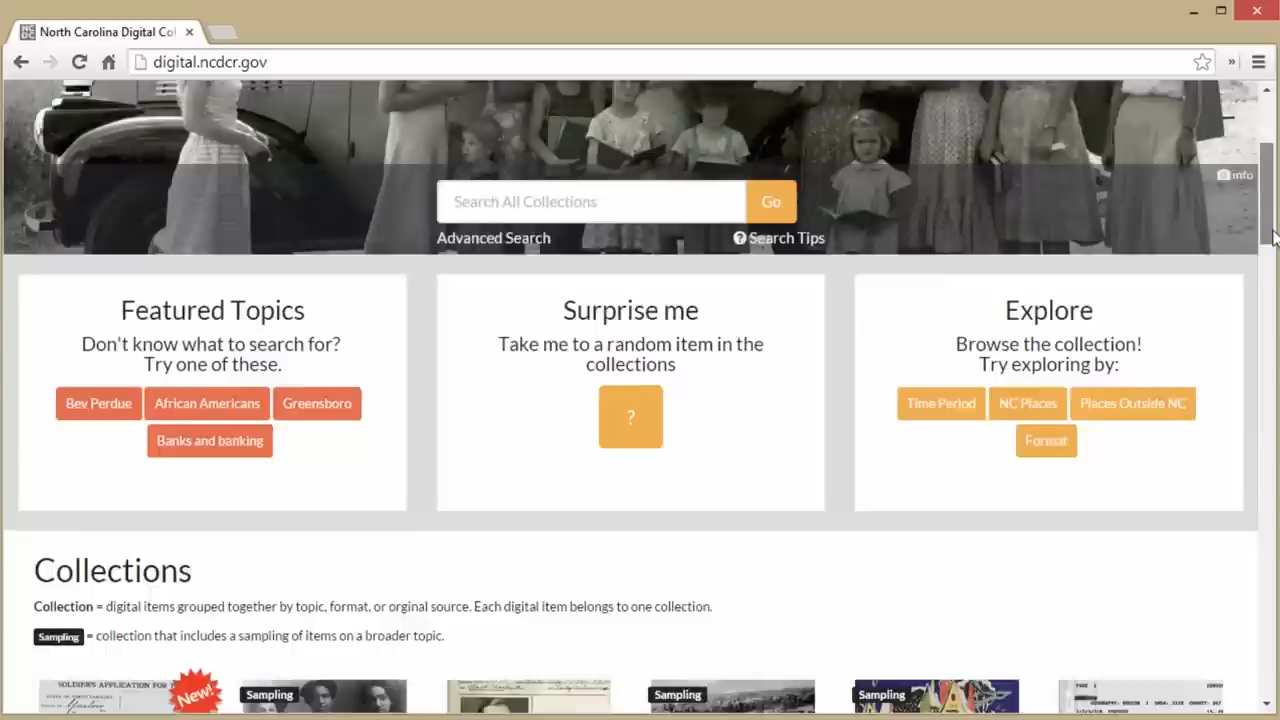 North Carolina Digital Col
digital.ncdcr.gov
info
Search All Collections
Go
Advanced Search
Search Tips
Featured Topics
Don't know what to search for?
Try one of these.
Bev Perdue
African Americans
Greensboro
Banks and banking
Surprise me
Take me to a random item in the
collections
?
Explore
Browse the collection!
Try exploring by:
Time Period
NC Places
Places Outside NC
Format
Collections
Collection = digital items grouped together by topic, format, or orginal source. Each digital item belongs to one collection.
Sampling = collection that includes a sampling of items on a broader topic.
SOLDIER'S APPLICATION FOR
New!
Sampling
Sampling
Sampling